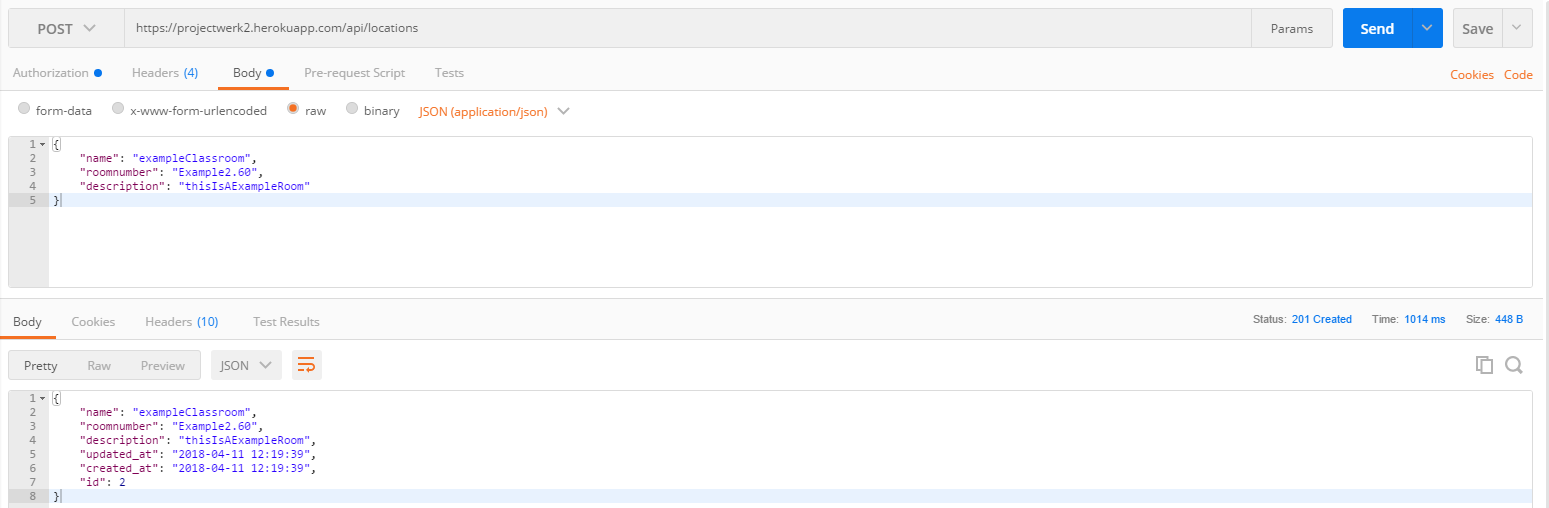 POST https://projectwerk2.herokuapp.com/api/locations Params Send Save
Authorization Headers (4) Body Pre-request Script Tests Cookies Code
form-data x-www-form-urlencoded raw binary JSON (application/json)
1 {
2 "name": "exampleClassroom",
3 "roomnumber": "Example2.60",
4 "description": "thisIsAExampleRoom"
5 }
Body Cookies Headers (10) Test Results Status: 201 Created Time: 1014 ms Size: 448 B
Pretty Raw Preview JSON
1 {
2 "name": "exampleClassroom",
3 "roomnumber": "Example2.60",
4 "description": "thisIsAExampleRoom",
5 "updated_at": "2018-04-11 12:19:39",
6 "created_at": "2018-04-11 12:19:39",
7 "id": 2
8 }